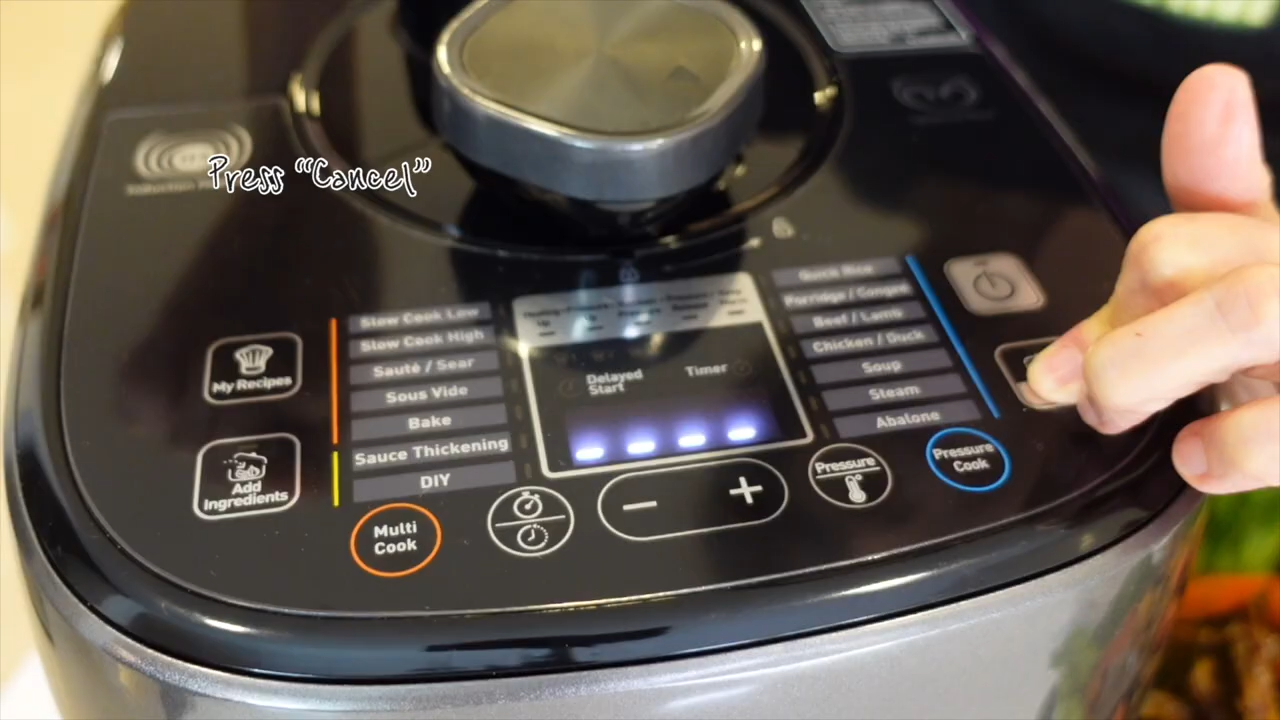 Press “Cancel”
Slow Cook Low
Slow Cook High
Sauté / Sear
Sous Vide
Bake
Sauce Thickening
DIY
My Recipes
Add
Ingredients
Multi
Cook
Delayed
Start
Timer
Quick Rice
Porridge / Congee
Beef / Lamb
Chicken / Duck
Soup
Steam
Abalone
− +
Pressure
Pressure
Cook